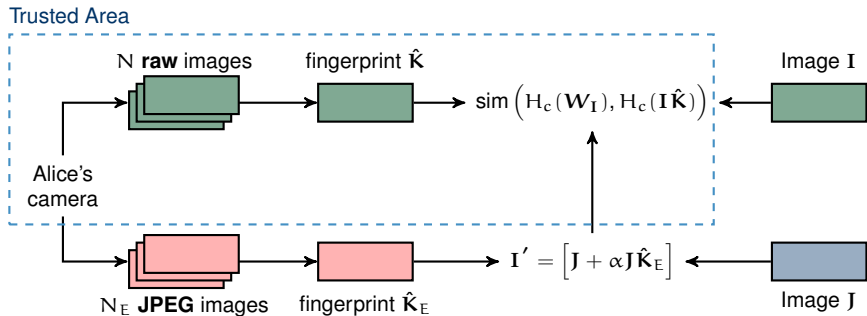 Trusted Area
N raw images
fingerprint K̂
Image I
sim(H_c(W_I), H_c(IK̂))
Alice's
camera
I′ = [J + αJK̂_E]
N_E JPEG images
fingerprint K̂_E
Image J